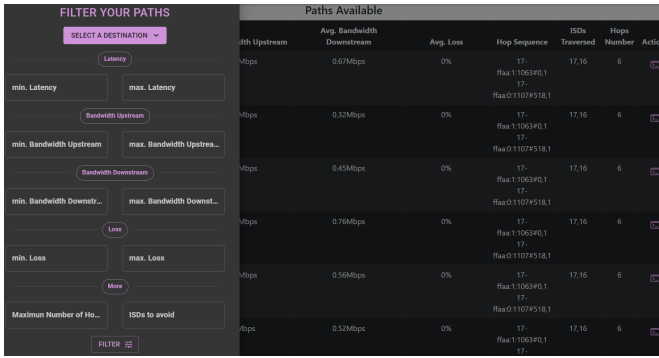 FILTER YOUR PATHS
SELECT A DESTINATION
Latency
min. Latency max. Latency
Bandwidth Upstream
min. Bandwidth Upstream max. Bandwidth Upstrea...
Bandwidth Downstream
min. Bandwidth Downstr... max. Bandwidth Downst...
Loss
min. Loss max. Loss
More
Maximun Number of Ho... ISDs to avoid
FILTER
Paths Available
dth Upstream Avg. Bandwidth Downstream Avg. Loss Hop Sequence ISDs Traversed Hops Number Actic
Mbps 0.67Mbps 0% 17- 17,16 6
ffaa:1:1063#0,1
17-
ffaa:0:1107#518,1
Mbps 0.32Mbps 0% 17- 17,16 6
ffaa:1:1063#0,1
17-
ffaa:0:1107#518,1
Mbps 0.45Mbps 0% 17- 17,16 6
ffaa:1:1063#0,1
17-
ffaa:0:1107#518,1
Mbps 0.76Mbps 0% 17- 17,16 6
ffaa:1:1063#0,1
17-
ffaa:0:1107#518,1
Mbps 0.56Mbps 0% 17- 17,16 6
ffaa:1:1063#0,1
17-
ffaa:0:1107#518,1
Mbps 0.52Mbps 0% 17- 17,16 6
ffaa:1:1063#0,1
17-